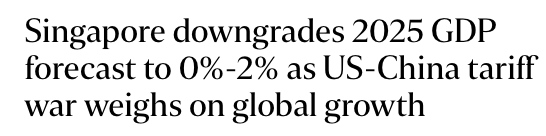 Singapore downgrades 2025 GDP
forecast to 0%-2% as US-China tariff
war weighs on global growth